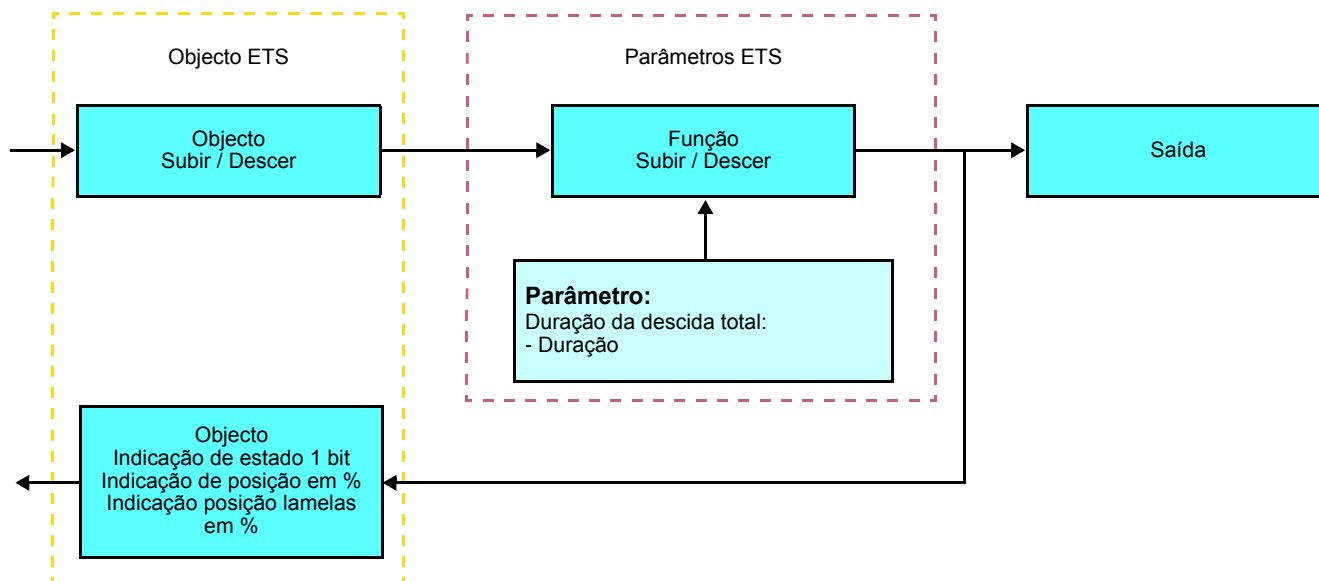 Objecto ETS
Parâmetros ETS
Objecto
Subir / Descer
Função
Subir / Descer
Saída
Parâmetro:
Duração da descida total:
- Duração
Objecto
Indicação de estado 1 bit
Indicação de posição em %
Indicação posição lamelas
em %